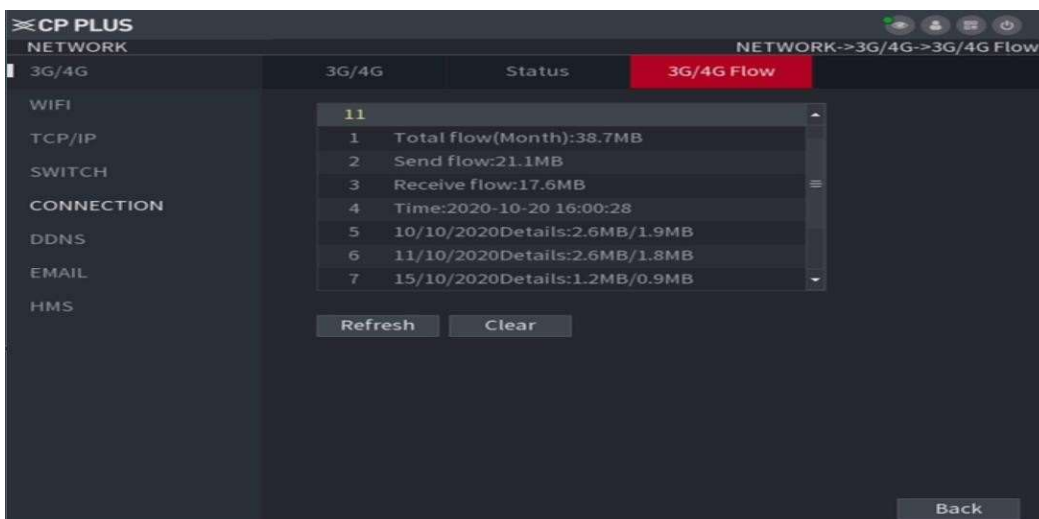 CP PLUS
NETWORK
NETWORK->3G/4G->3G/4G Flow
3G/4G
WIFI
TCP/IP
SWITCH
CONNECTION
DDNS
EMAIL
HMS
3G/4G Status 3G/4G Flow
11
1 Total flow(Month):38.7MB
2 Send flow:21.1MB
3 Receive flow:17.6MB
4 Time:2020-10-20 16:00:28
5 10/10/2020Details:2.6MB/1.9MB
6 11/10/2020Details:2.6MB/1.8MB
7 15/10/2020Details:1.2MB/0.9MB
Refresh Clear
Back